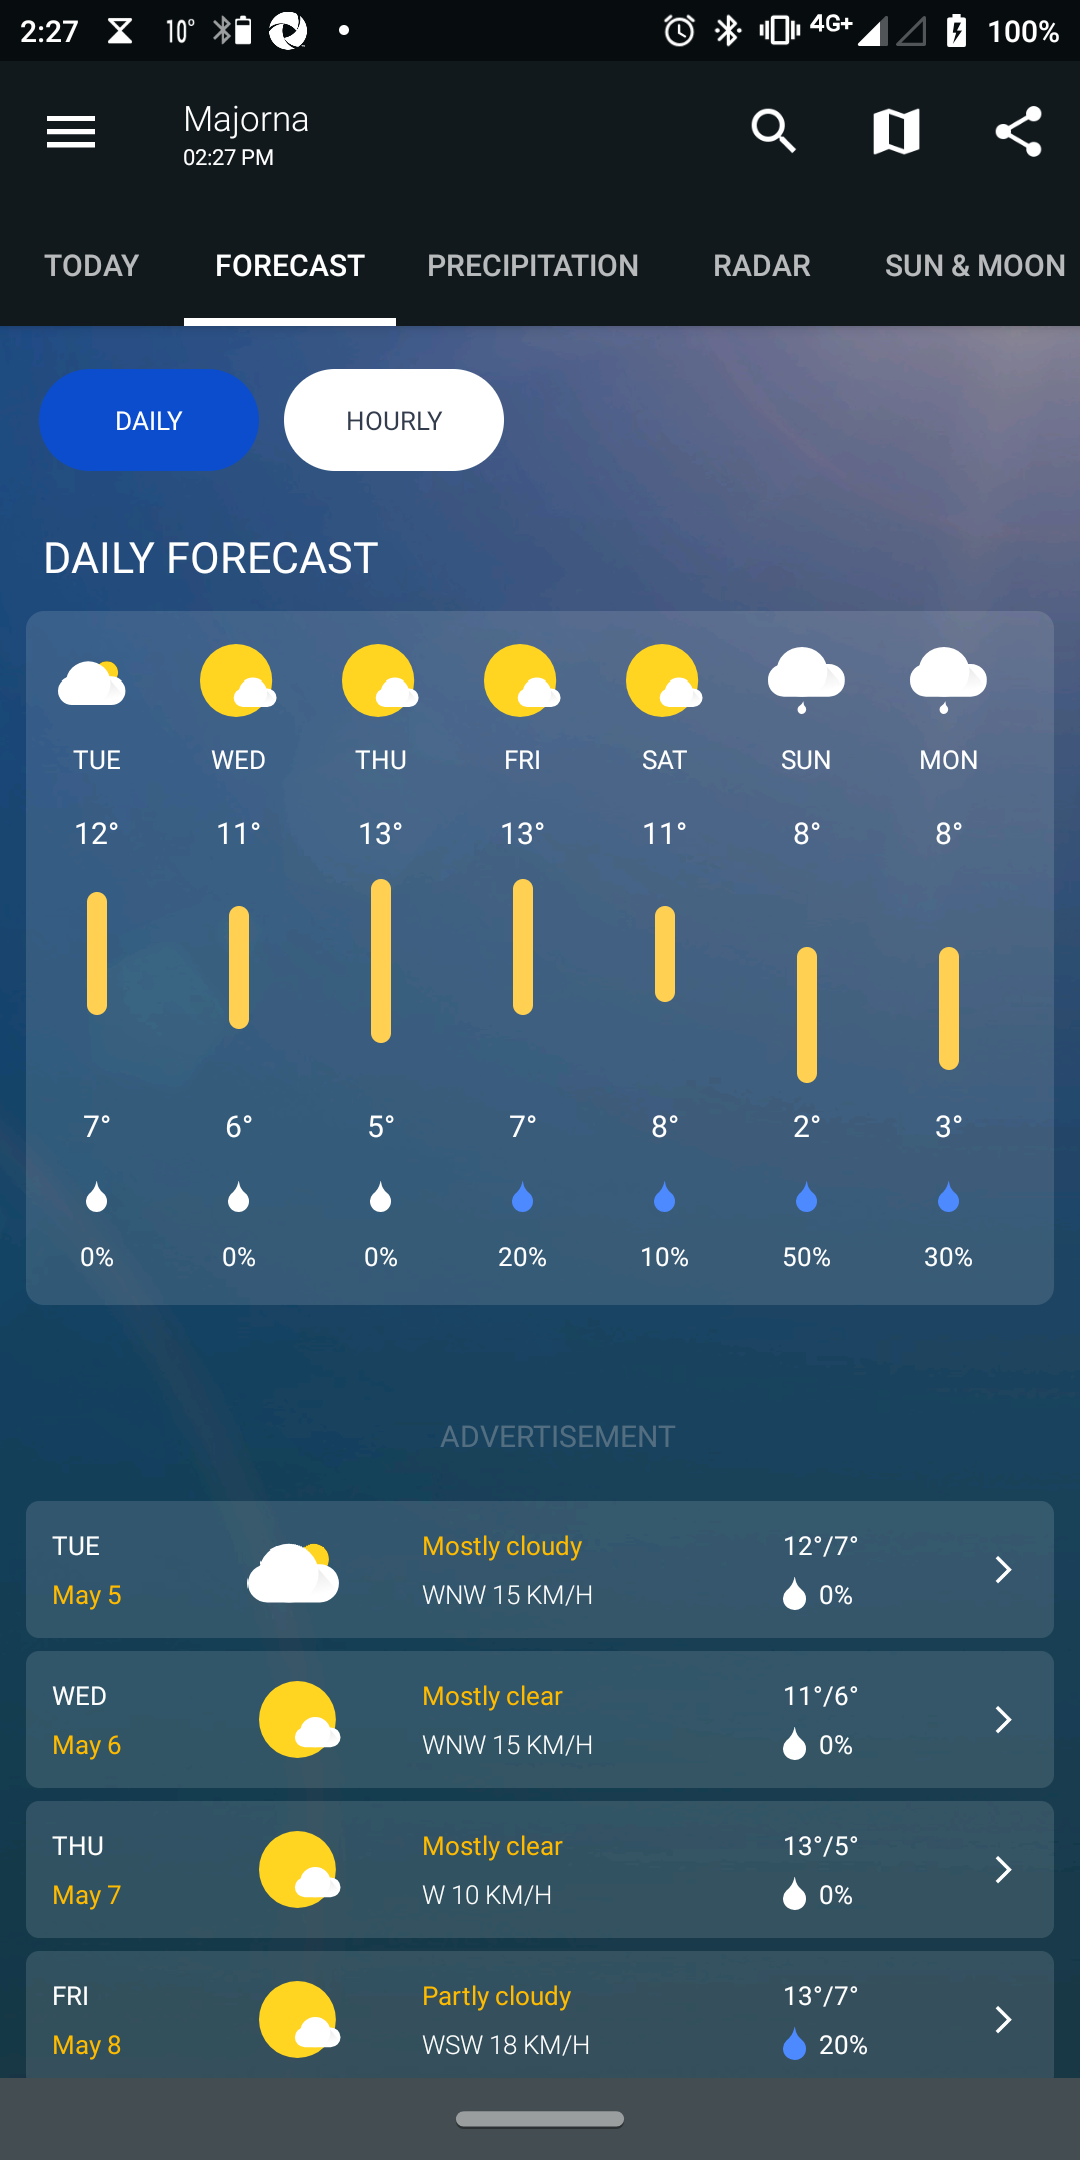 2:27 10° 4G+ 100%
Majorna
02:27 PM
TODAY FORECAST PRECIPITATION RADAR SUN & MOON
DAILY HOURLY
DAILY FORECAST
TUE WED THU FRI SAT SUN MON
12° 11° 13° 13° 11° 8° 8°
7° 6° 5° 7° 8° 2° 3°
0% 0% 0% 20% 10% 50% 30%
ADVERTISEMENT
TUE Mostly cloudy 12°/7°
May 5 WNW 15 KM/H 0%
WED Mostly clear 11°/6°
May 6 WNW 15 KM/H 0%
THU Mostly clear 13°/5°
May 7 W 10 KM/H 0%
FRI Partly cloudy 13°/7°
May 8 WSW 18 KM/H 20%